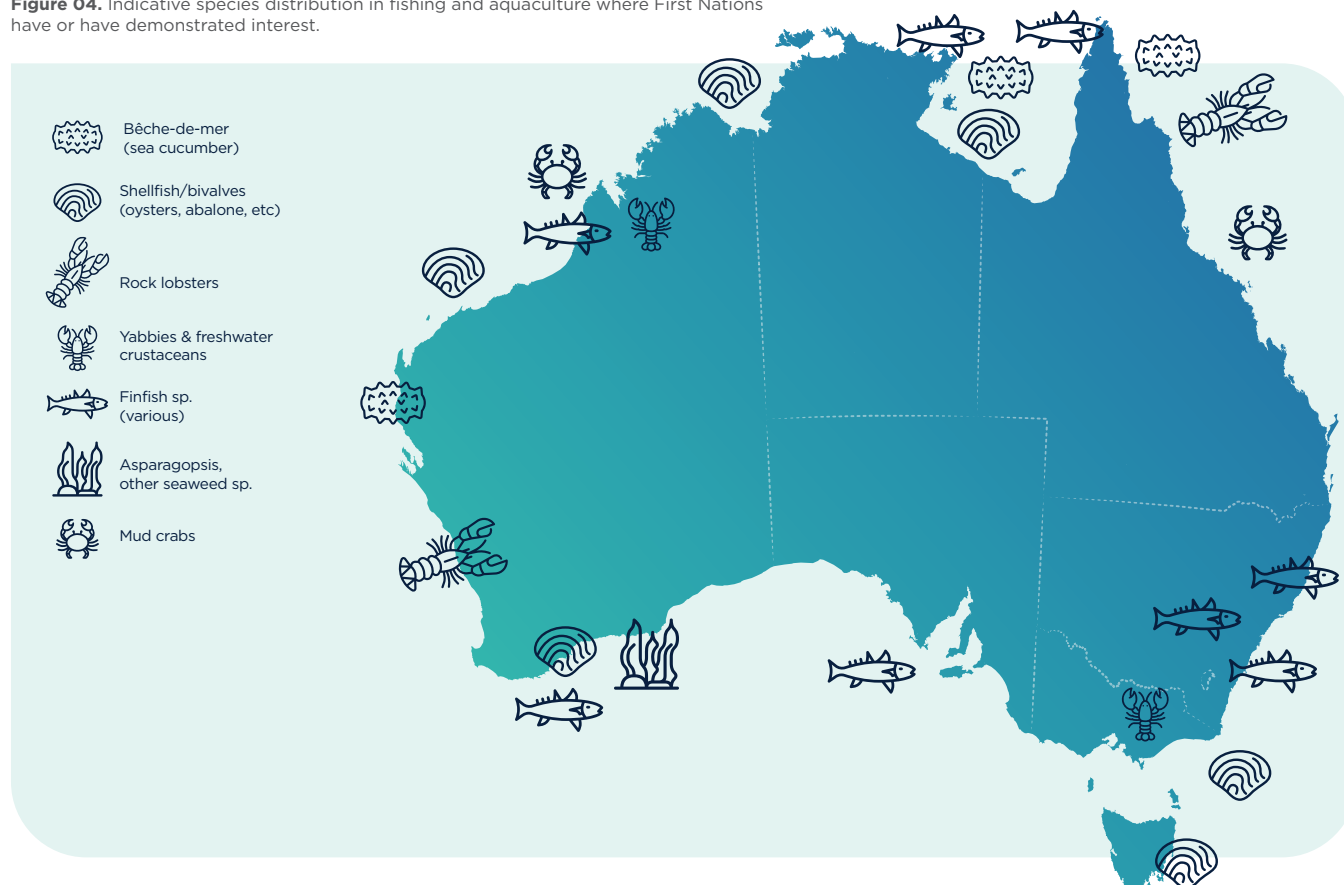 Figure 04. Indicative species distribution in fishing and aquaculture where First Nations
have or have demonstrated interest.
Bêche-de-mer
(sea cucumber)
Shellfish/bivalves
(oysters, abalone, etc)
Rock lobsters
Yabbies & freshwater
crustaceans
Finfish sp.
(various)
Asparagopsis,
other seaweed sp.
Mud crabs